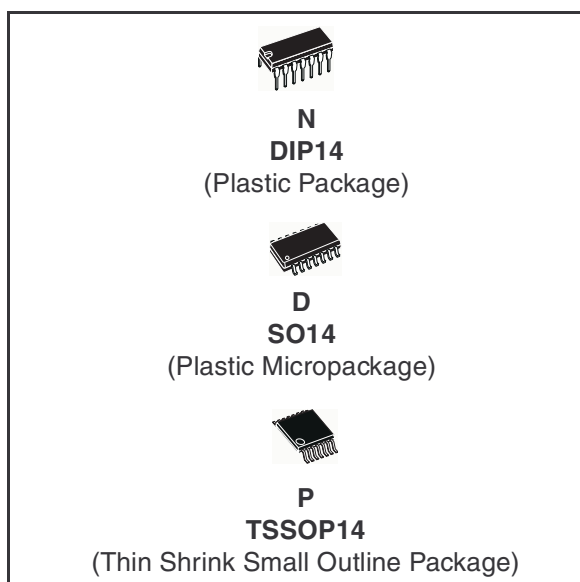 N
DIP14
(Plastic Package)
D
SO14
(Plastic Micropackage)
P
TSSOP14
(Thin Shrink Small Outline Package)